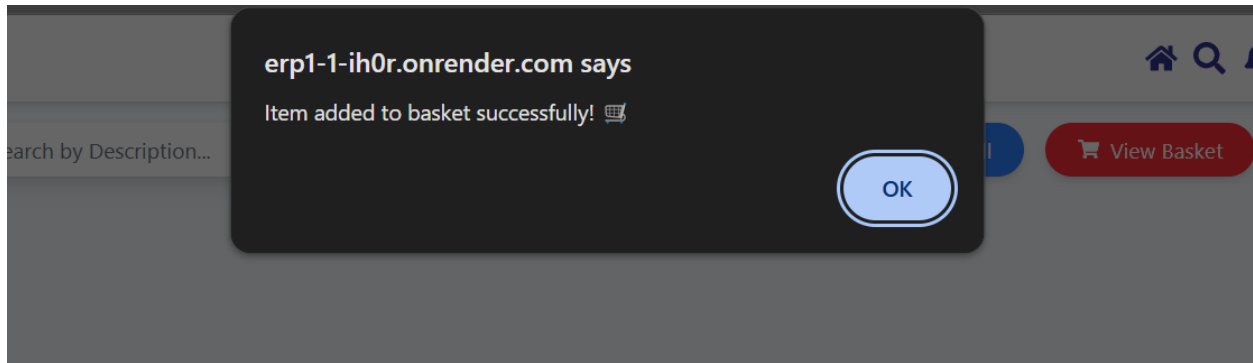 erp1-1-ih0r.onrender.com says
Item added to basket successfully! 🛒
earch by Description...
View Basket
OK